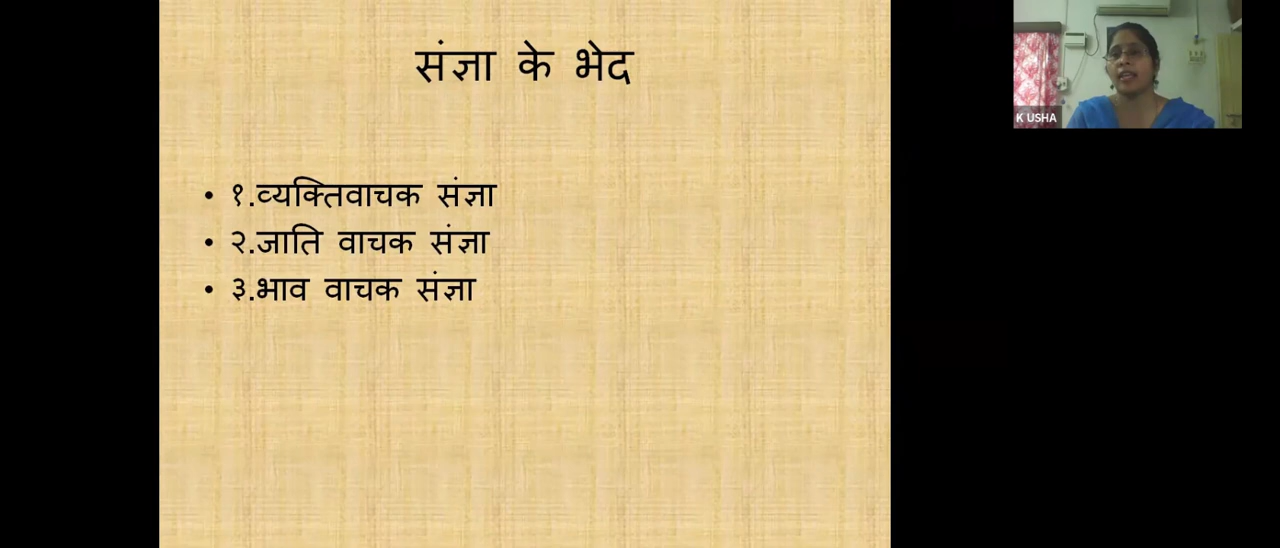 संज्ञा के भेद
• १.व्यक्तिवाचक संज्ञा
• २.जाति वाचक संज्ञा
• ३.भाव वाचक संज्ञा
K USHA